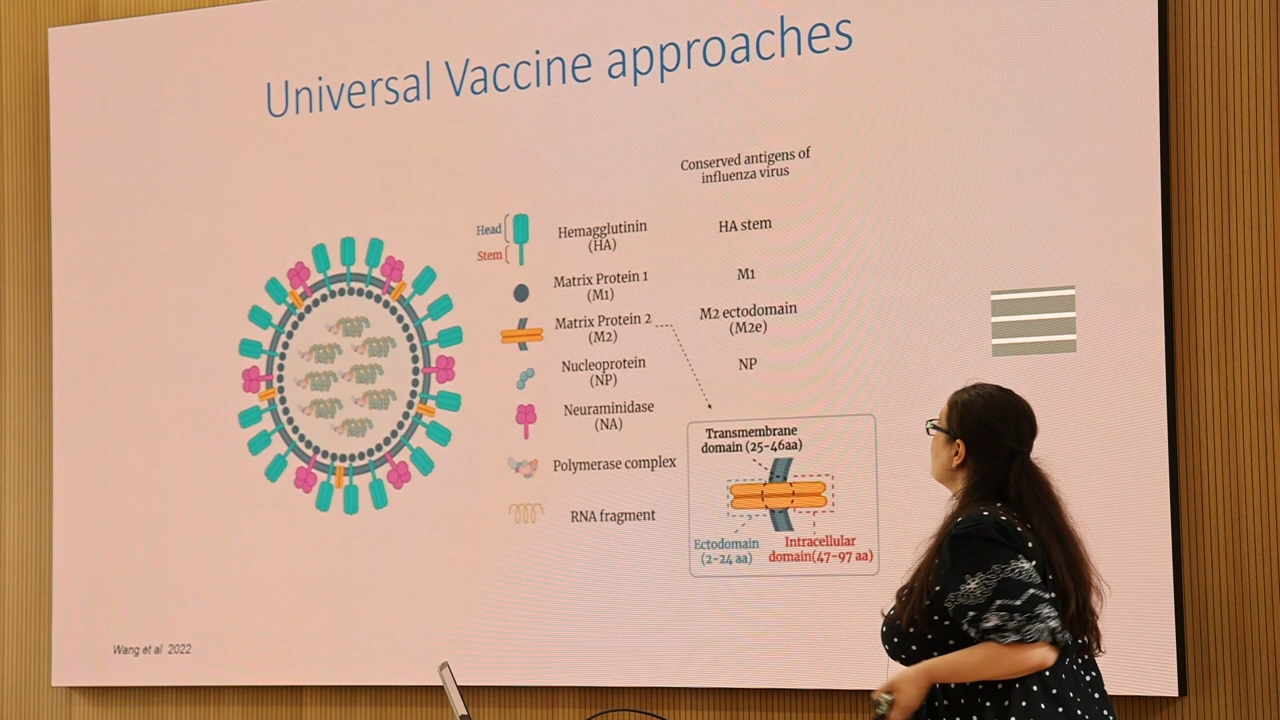 Universal Vaccine approaches
Conserved antigens of
influenza virus
Head
Stem
Hemagglutinin
(HA)
HA stem
Matrix Protein 1
(M1)
M1
Matrix Protein 2
(M2)
M2 ectodomain
(M2e)
Nucleoprotein
(NP)
NP
Neuraminidase
(NA)
Polymerase complex
RNA fragment
Transmembrane
domain (25-46aa)
Ectodomain
(2-24 aa)
Intracellular
domain(47-97 aa)
Wang et al 2022